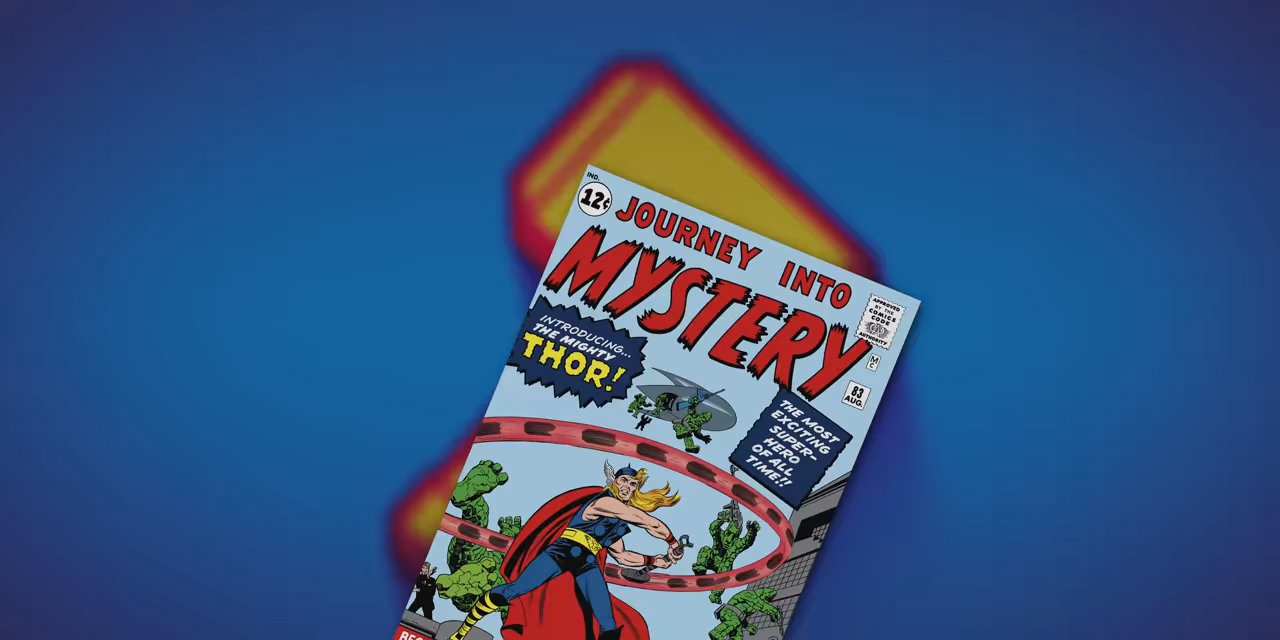 IND.
12¢
JOURNEY INTO
MYSTERY
APPROVED
BY THE
COMICS
CODE
AUTHORITY
MC
83
AUG.
INTRODUCING...
THE MIGHTY
THOR!
THE MOST
EXCITING
SUPER-
HERO
OF ALL
TIME!!